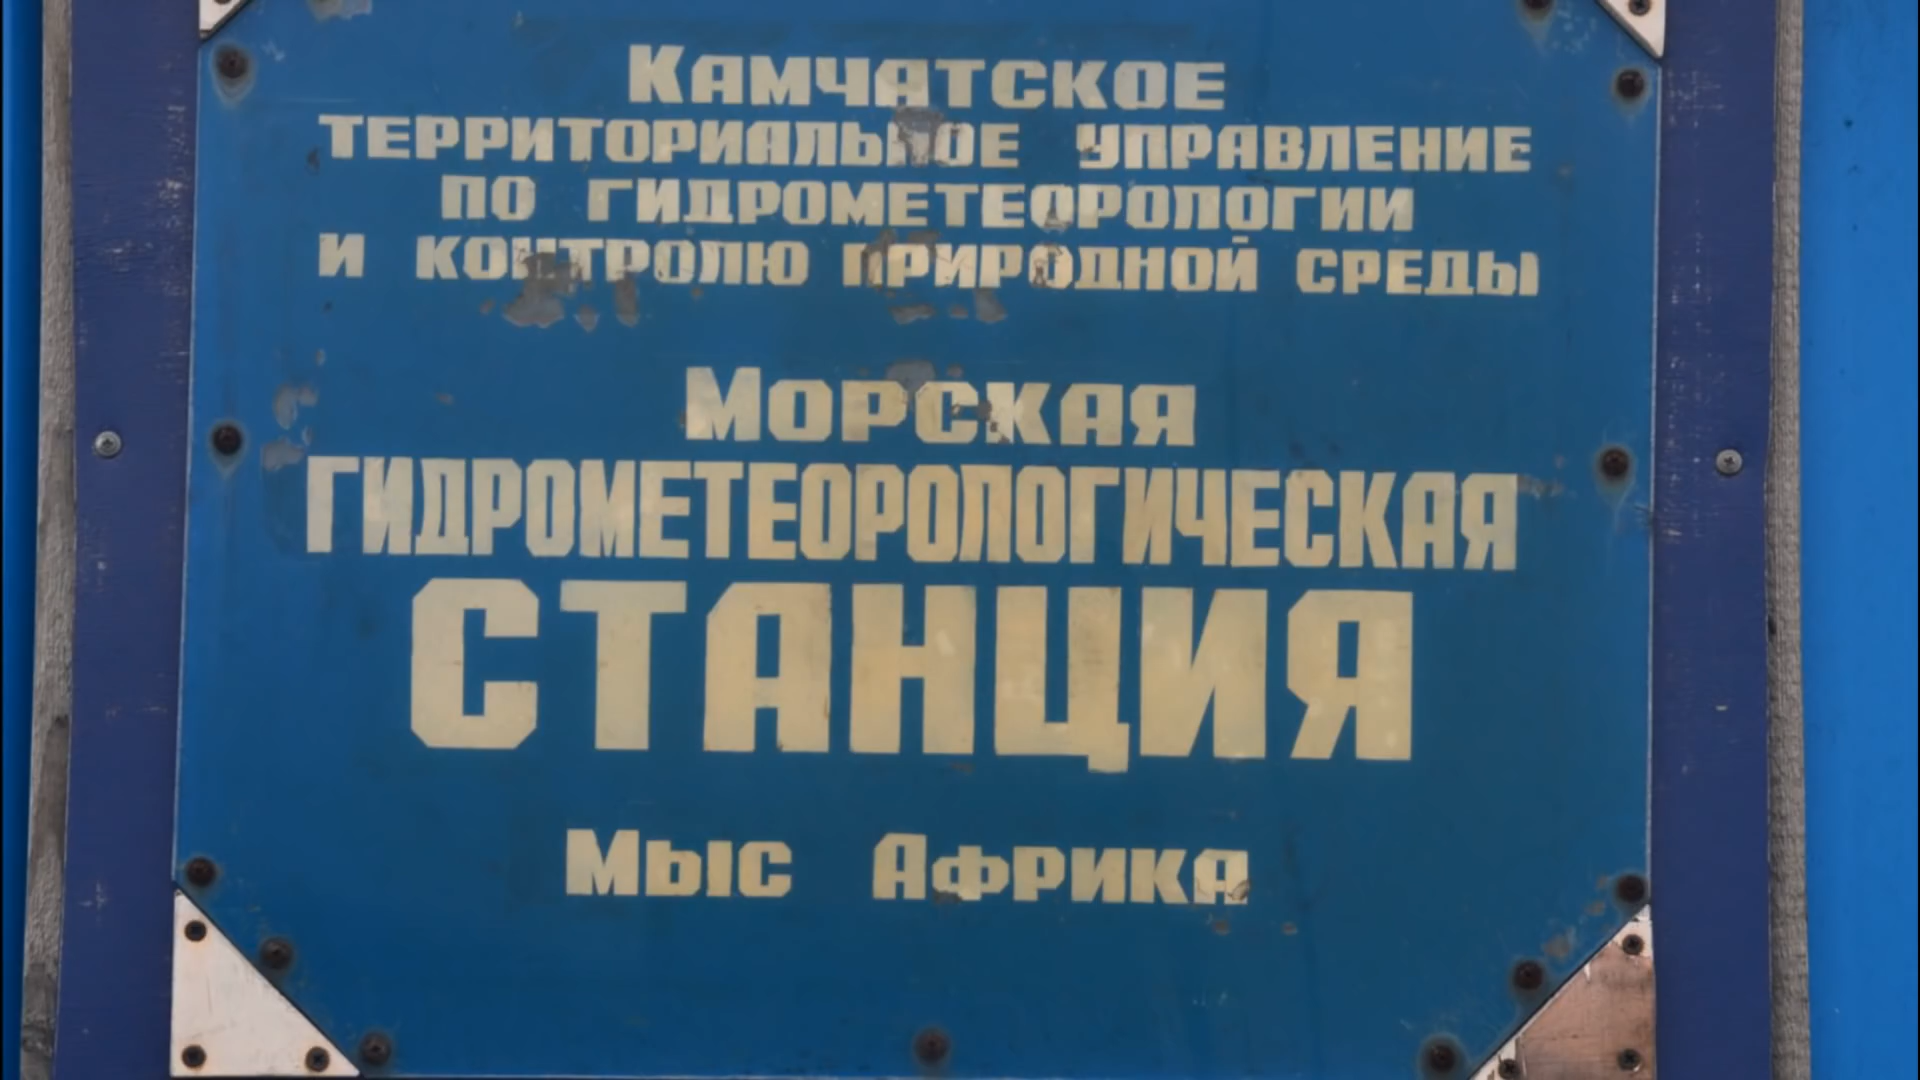 Камчатское
территориальное управление
по гидрометеорологии
и контролю природной среды
Морская
гидрометеорологическая
станция
Мыс Африка